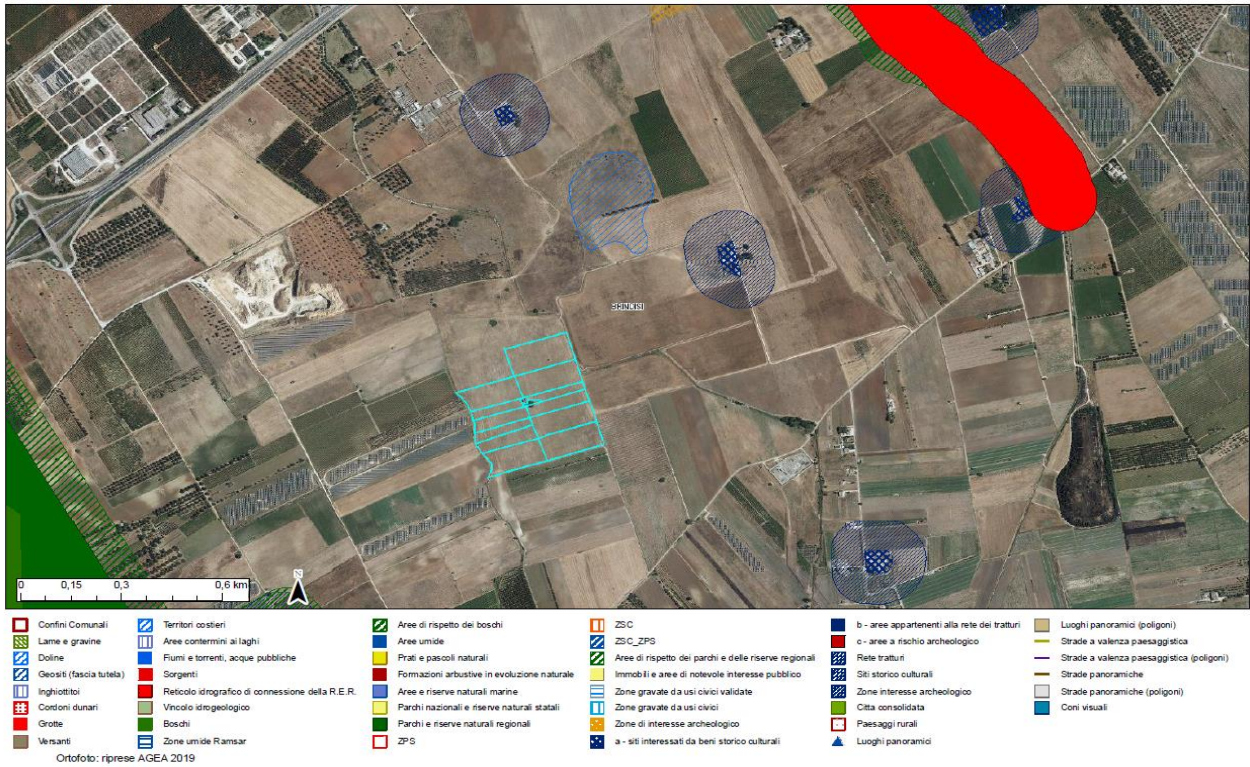 BRINDISI
N
0 0,15 0,3 0,6 km
Confini Comunali
Lame e gravine
Doline
Geositi (fascia tutela)
Inghiottitoi
Cordoni dunari
Grotte
Versanti
Territori costieri
Aree contermini ai laghi
Fiumi e torrenti, acque pubbliche
Sorgenti
Reticolo idrografico di connessione della R.E.R.
Vincolo idrogeologico
Boschi
Zone umide Ramsar
Aree di rispetto dei boschi
Aree umide
Prati e pascoli naturali
Formazioni arbustive in evoluzione naturale
Aree e riserve naturali marine
Parchi nazionali e riserve naturali statali
Parchi e riserve naturali regionali
ZPS
ZSC
ZSC_ZPS
Aree di rispetto dei parchi e delle riserve regionali
Immobili e aree di notevole interesse pubblico
Zone gravate da usi civici validate
Zone gravate da usi civici
Zone di interesse archeologico
a - siti interessati da beni storico culturali
b - aree appartenenti alla rete dei tratturi
c - aree a rischio archeologico
Rete tratturi
Siti storico culturali
Zone interesse archeologico
Citta consolidata
Paesaggi rurali
Luoghi panoramici
Luoghi panoramici (poligoni)
Strade a valenza paesaggistica
Strade a valenza paesaggistica (poligoni)
Strade panoramiche
Strade panoramiche (poligoni)
Coni visuali
Ortofoto: riprese AGEA 2019